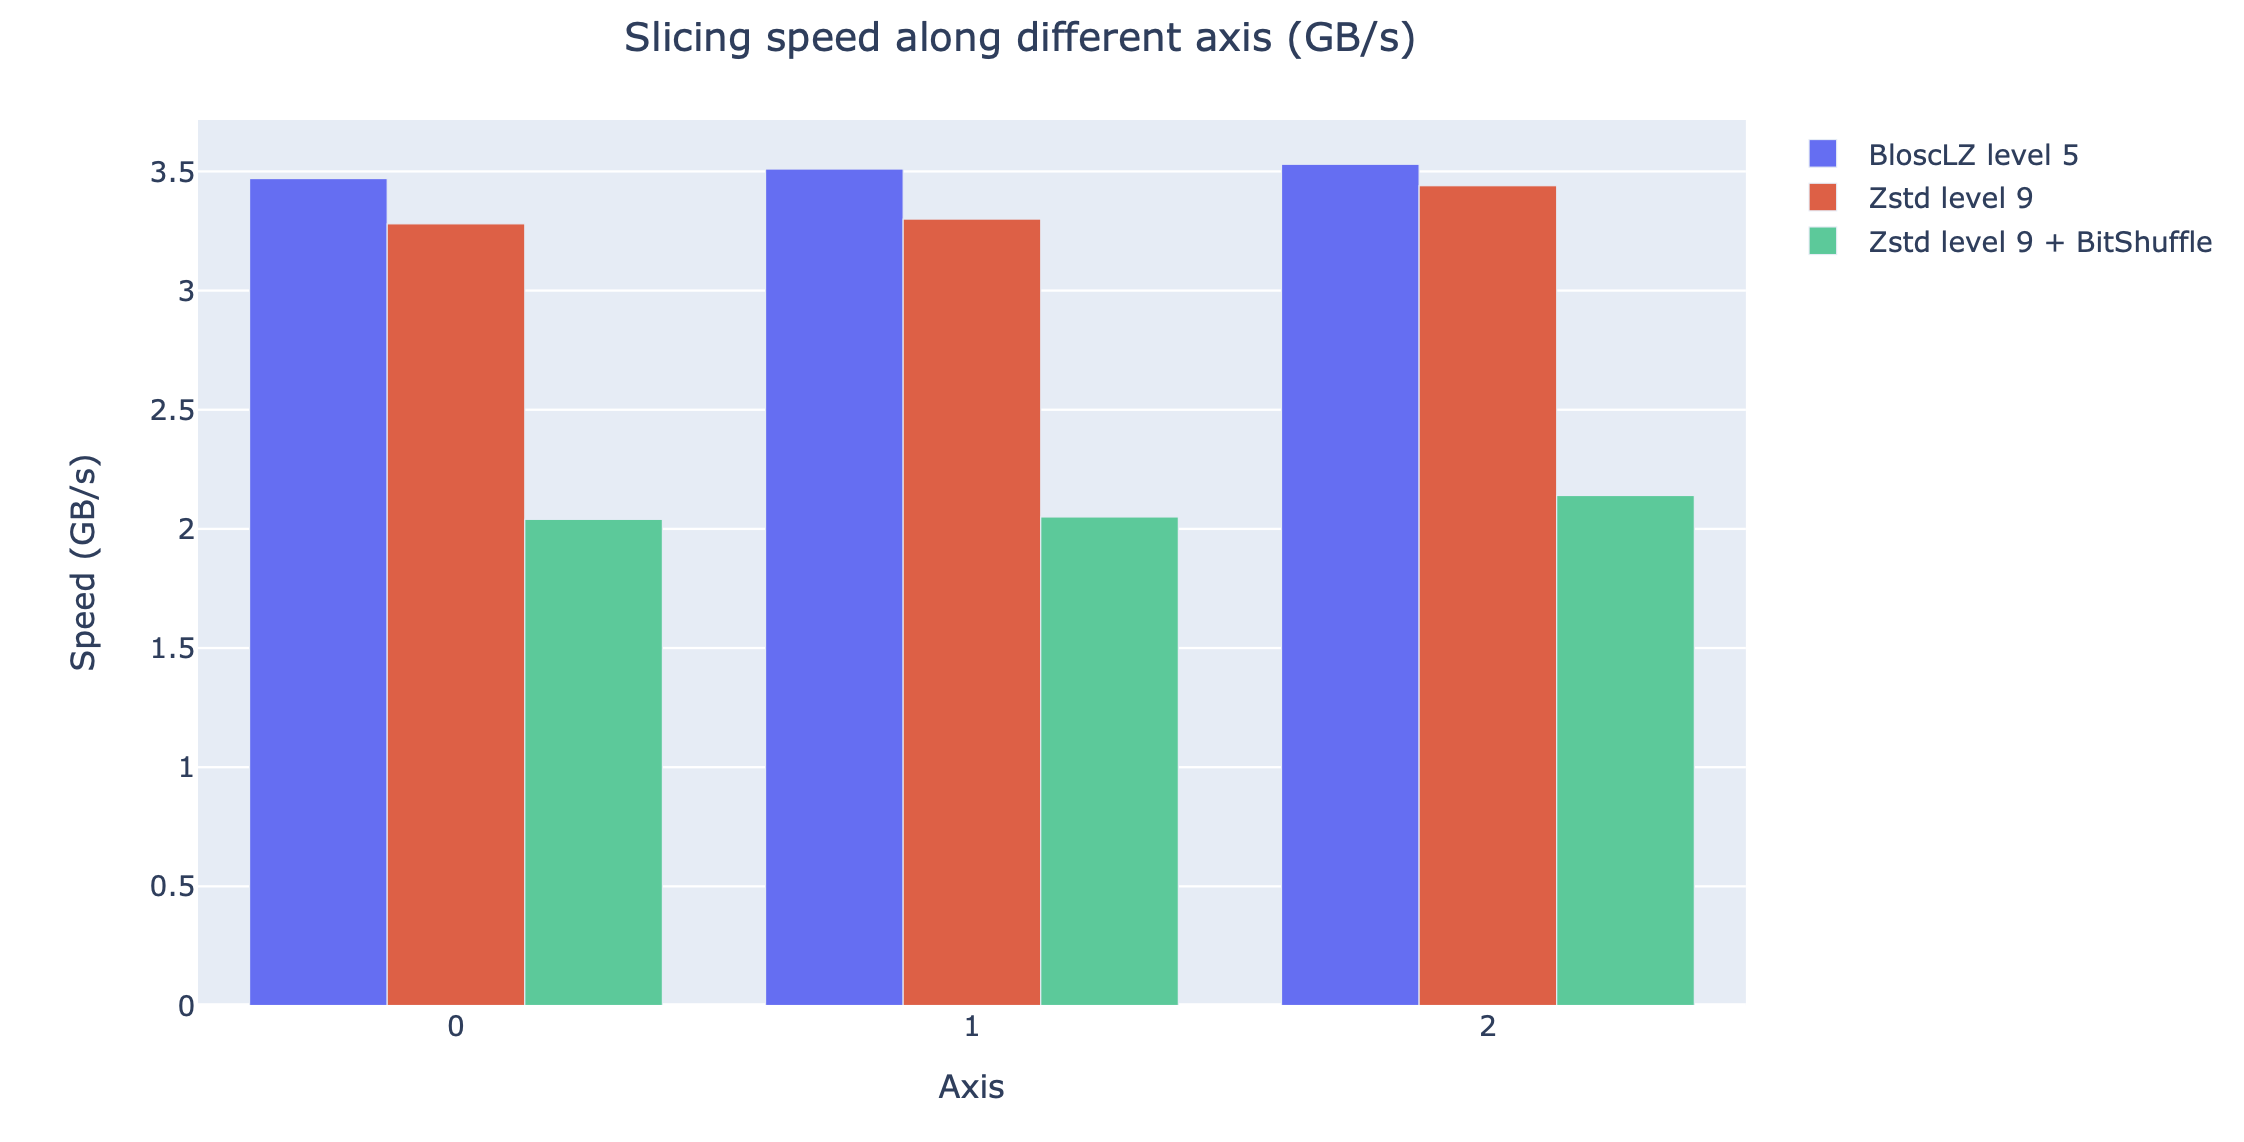 Slicing speed along different axis (GB/s)
3.5
3
2.5
2
1.5
1
0.5
0
Speed (GB/s)
0
1
2
Axis
BloscLZ level 5
Zstd level 9
Zstd level 9 + BitShuffle